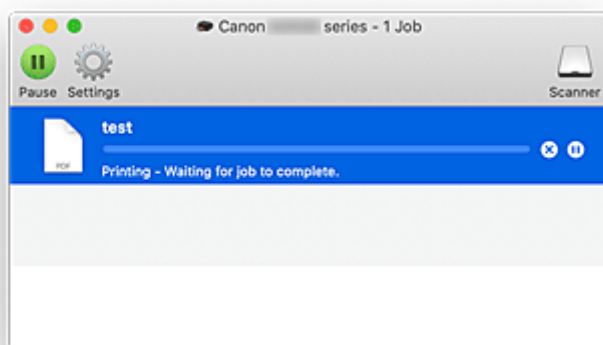 Canon series - 1 Job
Pause Settings Scanner
test
PDF
Printing - Waiting for job to complete.